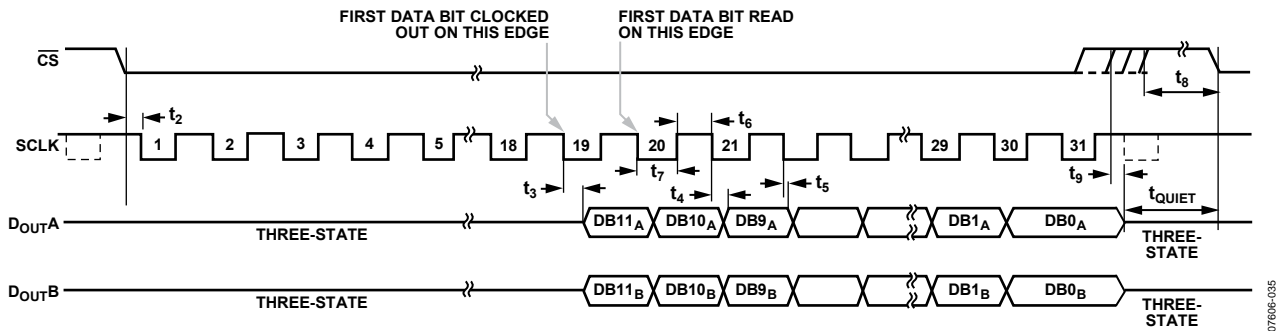 FIRST DATA BIT CLOCKED
OUT ON THIS EDGE
FIRST DATA BIT READ
ON THIS EDGE
CS
t8
t2
t6
SCLK
1 2 3 4 5 18 19 20 21 29 30 31
t3
t7
t4
t5
t9
tQUIET
DOUTA
THREE-STATE
DB11A DB10A DB9A DB1A DB0A
THREE-
STATE
DOUTB
THREE-STATE
DB11B DB10B DB9B DB1B DB0B
THREE-
STATE
07606-035